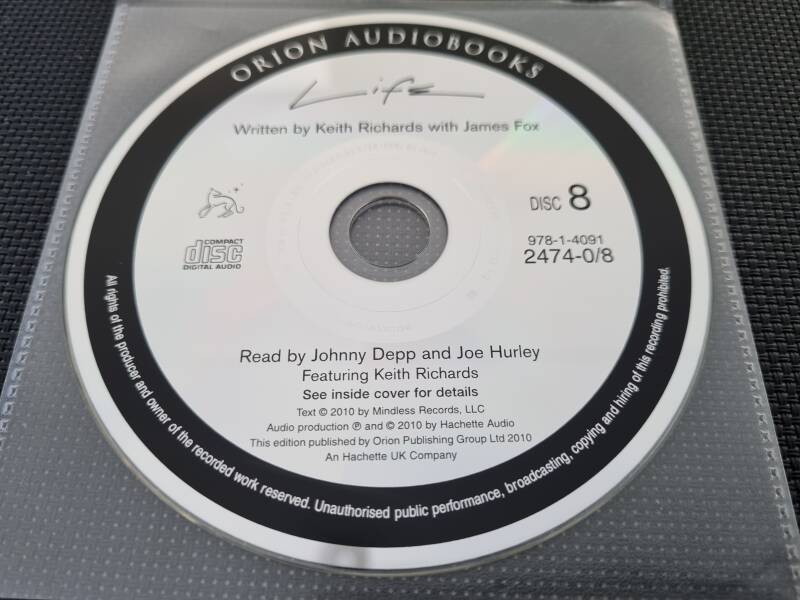 ORION AUDIOBOOKS
Life
Written by Keith Richards with James Fox
DISC 8
COMPACT
disc
DIGITAL AUDIO
978-1-4091
2474-0/8
Read by Johnny Depp and Joe Hurley
Featuring Keith Richards
See inside cover for details
Text © 2010 by Mindless Records, LLC
Audio production ℗ and © 2010 by Hachette Audio
This edition published by Orion Publishing Group Ltd 2010
An Hachette UK Company
All rights of the producer and owner of the recorded work reserved. Unauthorised public performance, broadcasting, copying and hiring of this recording prohibited.